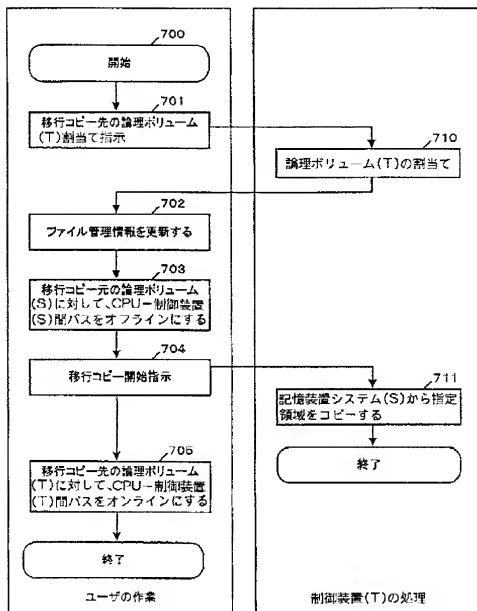 700
開始
701
移行コピー先の論理ボリューム
(T)割当て指示
710
論理ボリューム(T)の割当て
702
ファイル管理情報を更新する
703
移行コピー元の論理ボリューム
(S)に対して、CPU－制御装置
(S)間パスをオフラインにする
704
移行コピー開始指示
711
記憶装置システム(S)から指定
領域をコピーする
終了
705
移行コピー先の論理ボリューム
(T)に対して、CPU－制御装置
(T)間パスをオンラインにする
終了
ユーザの作業
制御装置(T)の処理